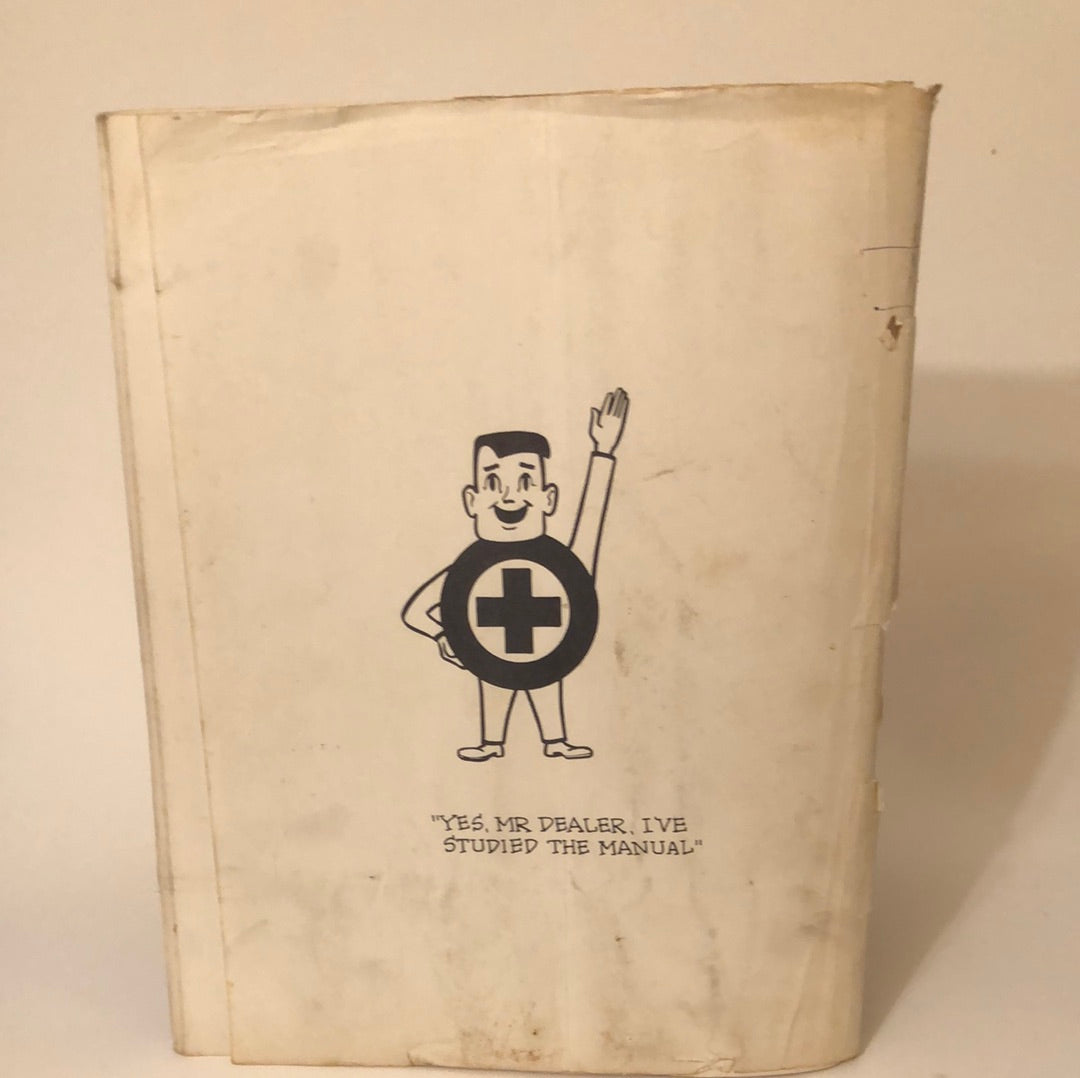 "YES, MR DEALER, I'VE
STUDIED THE MANUAL"